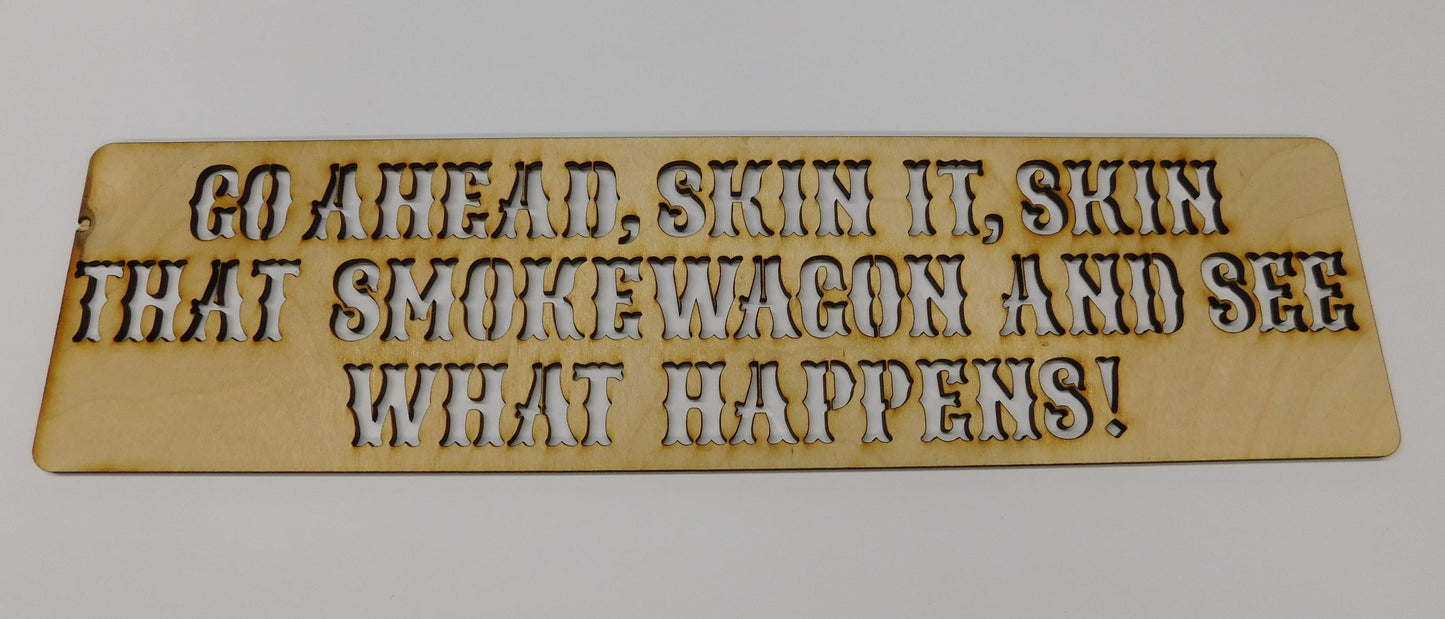 GO AHEAD, SKIN IT, SKIN
THAT SMOKEWAGON AND SEE
WHAT HAPPENS!